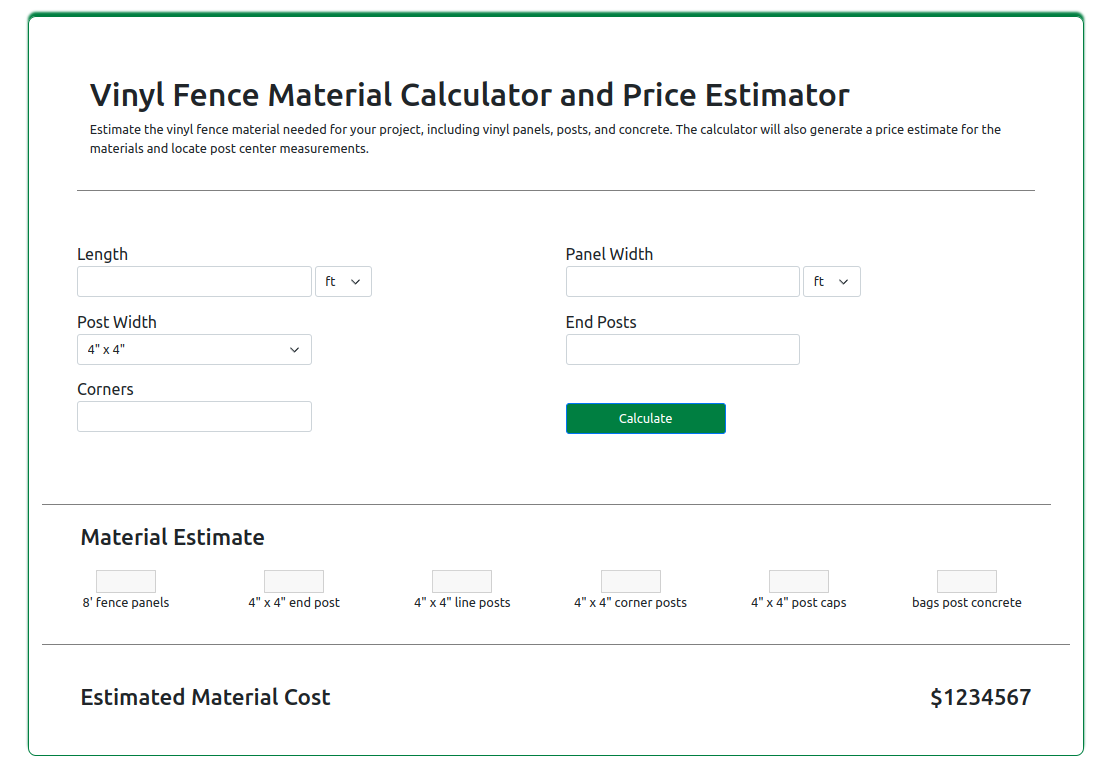 Vinyl Fence Material Calculator and Price Estimator
Estimate the vinyl fence material needed for your project, including vinyl panels, posts, and concrete. The calculator will also generate a price estimate for the
materials and locate post center measurements.
Length
Panel Width
ft
ft
Post Width
End Posts
4" x 4"
Corners
Calculate
Material Estimate
8' fence panels
4" x 4" end post
4" x 4" line posts
4" x 4" corner posts
4" x 4" post caps
bags post concrete
Estimated Material Cost
$1234567